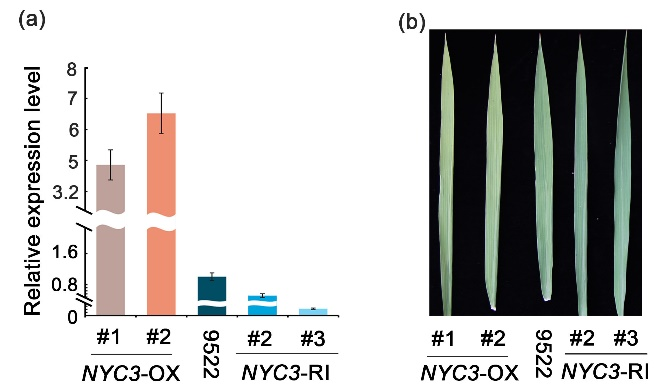 (a)
Relative expression level
8
7
6
5
3.2
1.6
0.8
0
#1 #2 9522 #2 #3
NYC3-OX NYC3-RI
(b)
#1 #2 9522 #2 #3
NYC3-OX NYC3-RI